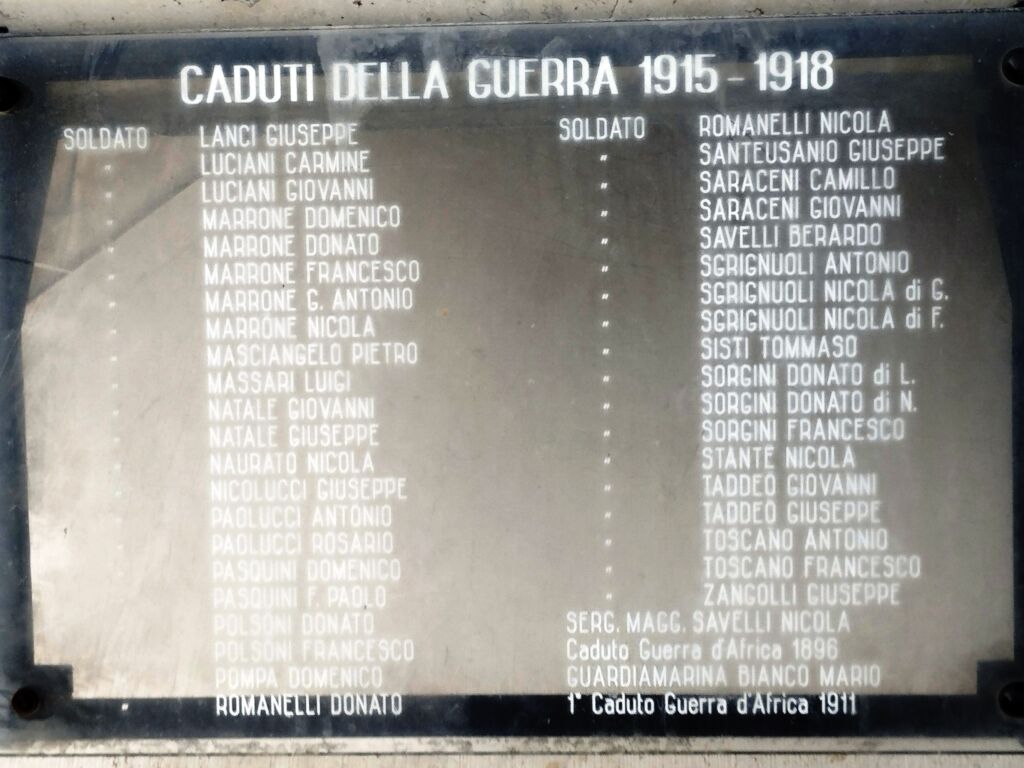 CADUTI DELLA GUERRA 1915 - 1918
SOLDATO LANCI GIUSEPPE
" LUCIANI CARMINE
" LUCIANI GIOVANNI
" MARRONE DOMENICO
" MARRONE DONATO
" MARRONE FRANCESCO
" MARRONE G. ANTONIO
" MARRONE NICOLA
" MASCIANGELO PIETRO
" MASSARI LUIGI
" NATALE GIOVANNI
" NATALE GIUSEPPE
" NAURATO NICOLA
" NICOLUCCI GIUSEPPE
" PAOLUCCI ANTONIO
" PAOLUCCI ROSARIO
" PASQUINI DOMENICO
" PASQUINI F. PAOLO
" POLSONI DONATO
" POLSONI FRANCESCO
" POMPA DOMENICO
" ROMANELLI DONATO
SOLDATO ROMANELLI NICOLA
" SANTEUSANIO GIUSEPPE
" SARACENI CAMILLO
" SARACENI GIOVANNI
" SAVELLI BERARDO
" SGRIGNUOLI ANTONIO
" SGRIGNUOLI NICOLA di G.
" SGRIGNUOLI NICOLA di F.
" SISTI TOMMASO
" SORGINI DONATO di L.
" SORGINI DONATO di N.
" SORGINI FRANCESCO
" STANTE NICOLA
" TADDEO GIOVANNI
" TADDEO GIUSEPPE
" TOSCANO ANTONIO
" TOSCANO FRANCESCO
" ZANGOLLI GIUSEPPE
SERG. MAGG. SAVELLI NICOLA
Caduto Guerra d'Africa 1896
GUARDIAMARINA BIANCO MARIO
1° Caduto Guerra d'Africa 1911